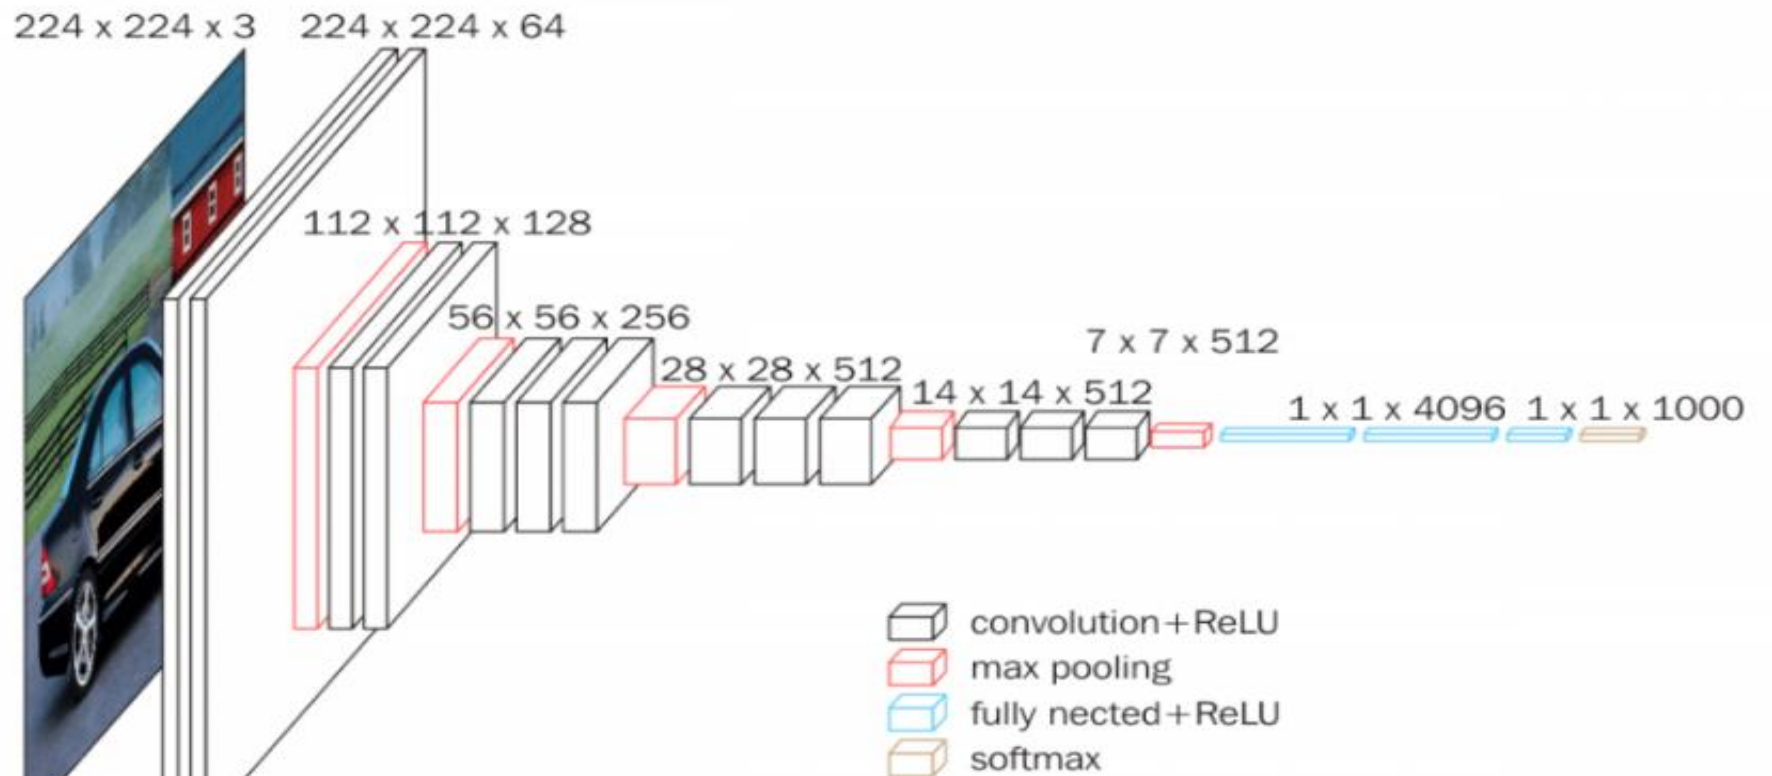 224 x 224 x 3
224 x 224 x 64
112 x 112 x 128
56 x 56 x 256
28 x 28 x 512
14 x 14 x 512
7 x 7 x 512
1 x 1 x 4096
1 x 1 x 1000
convolution+ReLU
max pooling
fully nected+ReLU
softmax